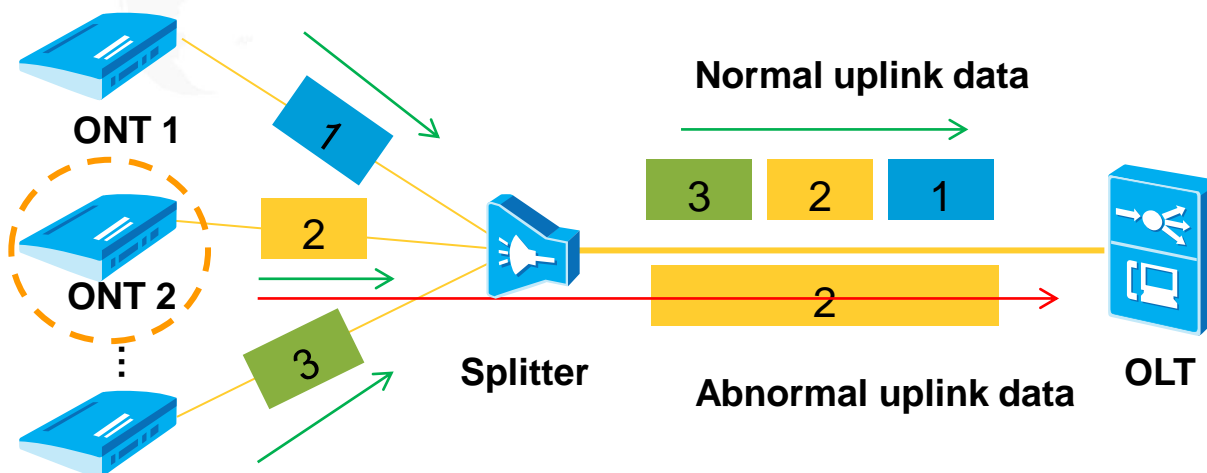 Normal uplink data
ONT 1
1
3 2 1
2
ONT 2
2
3
Splitter
OLT
Abnormal uplink data